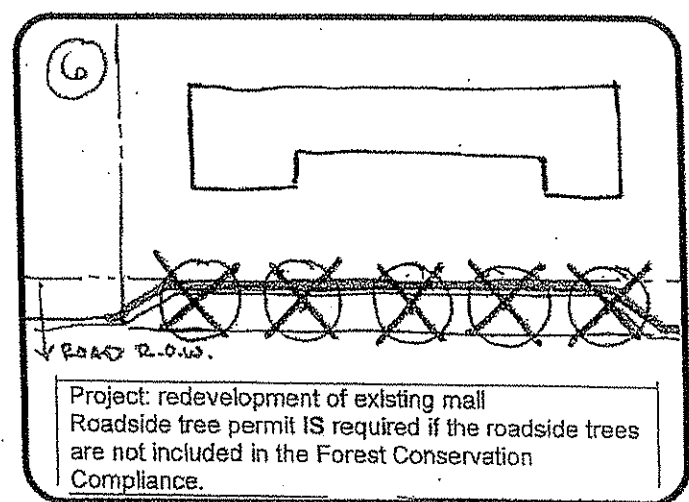 6
ROAD R.O.W.
Project: redevelopment of existing mall
Roadside tree permit IS required if the roadside trees
are not included in the Forest Conservation
Compliance.